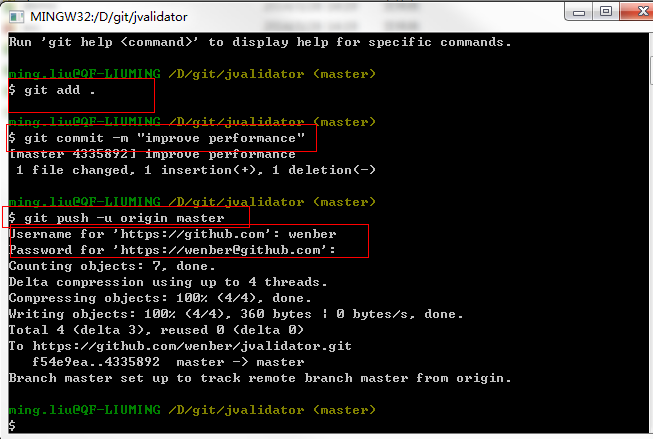 MINGW32:/D/git/jvalidator
Run 'git help <command>' to display help for specific commands.
ming.liu@QF-LIUMING /D/git/jvalidator (master)
$ git add .
ming.liu@QF-LIUMING /D/git/jvalidator (master)
$ git commit -m "improve performance"
[master 4335892] improve performance
 1 file changed, 1 insertion(+), 1 deletion(-)
ming.liu@QF-LIUMING /D/git/jvalidator (master)
$ git push -u origin master
Username for 'https://github.com': wenber
Password for 'https://wenber@github.com':
Counting objects: 7, done.
Delta compression using up to 4 threads.
Compressing objects: 100% (4/4), done.
Writing objects: 100% (4/4), 360 bytes ¦ 0 bytes/s, done.
Total 4 (delta 3), reused 0 (delta 0)
To https://github.com/wenber/jvalidator.git
   f54e9ea..4335892  master -> master
Branch master set up to track remote branch master from origin.
ming.liu@QF-LIUMING /D/git/jvalidator (master)
$